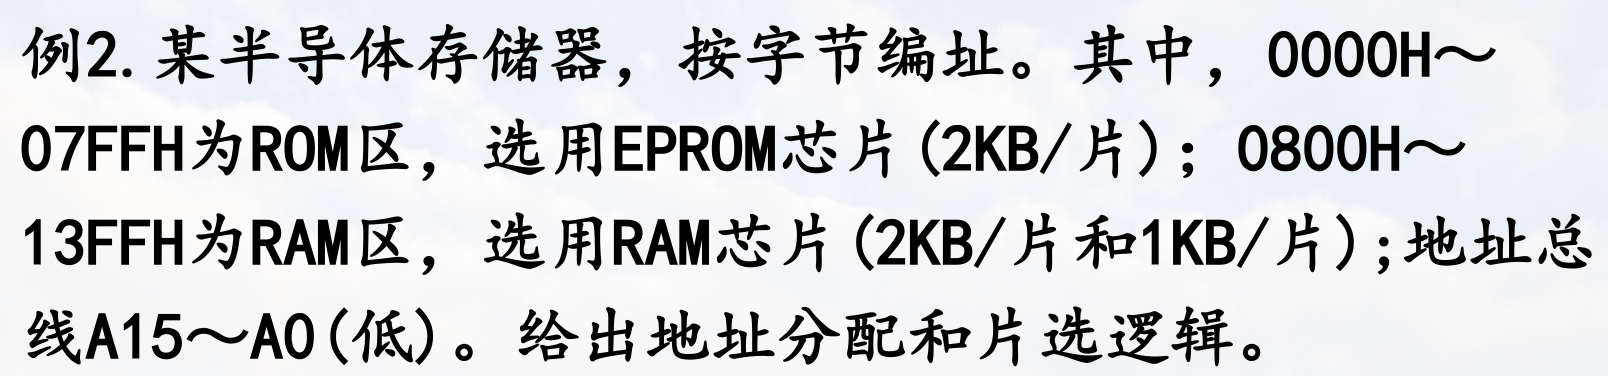 例2. 某半导体存储器，按字节编址。其中，0000H～
07FFH为ROM区，选用EPROM芯片(2KB/片)；0800H～
13FFH为RAM区，选用RAM芯片(2KB/片和1KB/片);地址总
线A15～A0(低)。给出地址分配和片选逻辑。